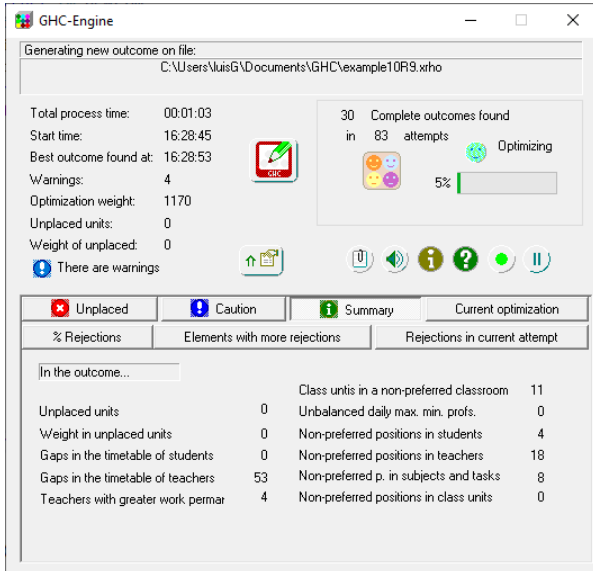 GHC-Engine
Generating new outcome on file:
C:\Users\luisG\Documents\GHC\example10R9.xrho
Total process time: 00:01:03
Start time: 16:28:45
Best outcome found at: 16:28:53
Warnings: 4
Optimization weight: 1170
Unplaced units: 0
Weight of unplaced: 0
There are warnings
GHC
30 Complete outcomes found
in 83 attempts
Optimizing
5%
Unplaced
Caution
Summary
Current optimization
% Rejections
Elements with more rejections
Rejections in current attempt
In the outcome...
Unplaced units 0
Weight in unplaced units 0
Gaps in the timetable of students 0
Gaps in the timetable of teachers 53
Teachers with greater work permar 4
Class untis in a non-preferred classroom 11
Unbalanced daily max. min. profs. 0
Non-preferred positions in students 4
Non-preferred positions in teachers 18
Non-preferred p. in subjects and tasks 8
Non-preferred positions in class units 0